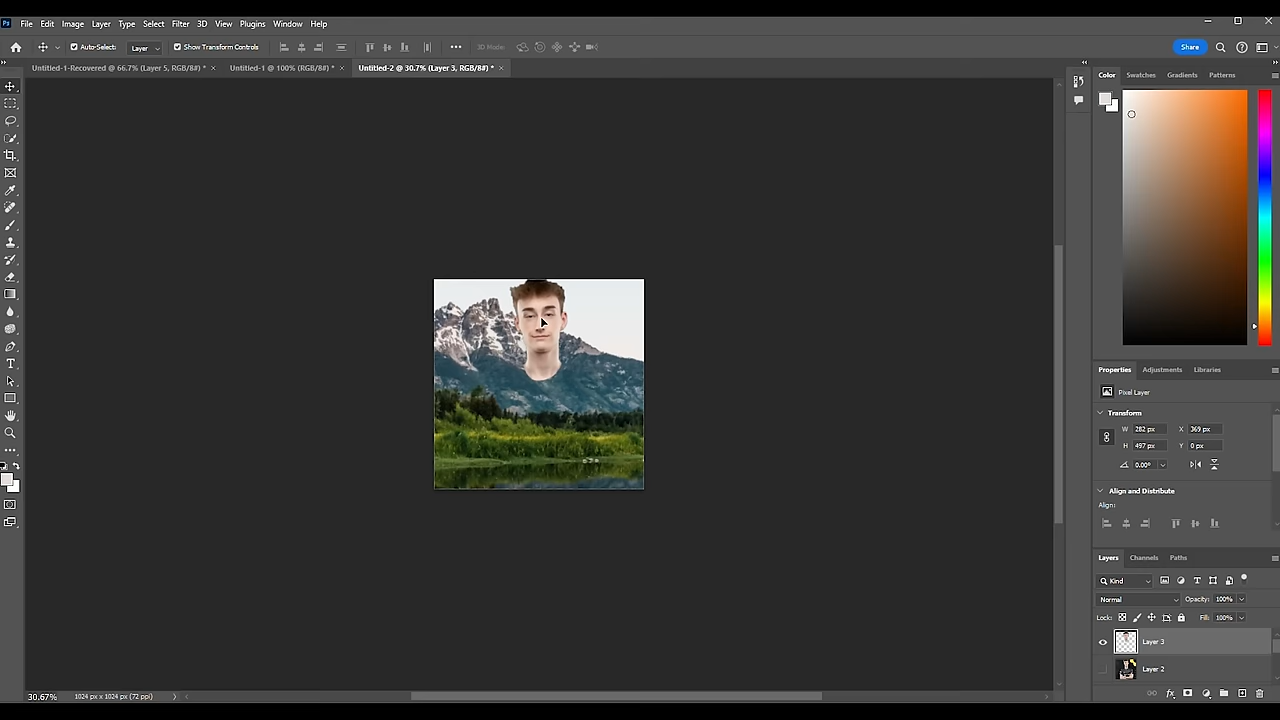 Ps File Edit Image Layer Type Select Filter 3D View Plugins Window Help
Auto-Select: Layer Show Transform Controls ••• 3D Mode: Share
Untitled-1-Recovered @ 66.7% (Layer 5, RGB/8#) * × Untitled-1 @ 100% (RGB/8#) * × Untitled-2 @ 30.7% (Layer 3, RGB/8#) * ×
Color Swatches Gradients Patterns
Properties Adjustments Libraries
Pixel Layer
Transform
W 282 px X 369 px
H 497 px Y 0 px
0.00°
Align and Distribute
Align:
Layers Channels Paths
Kind
Normal Opacity: 100%
Lock: Fill: 100%
Layer 3
Layer 2
fx
30.67% 1024 px x 1024 px (72 ppi)